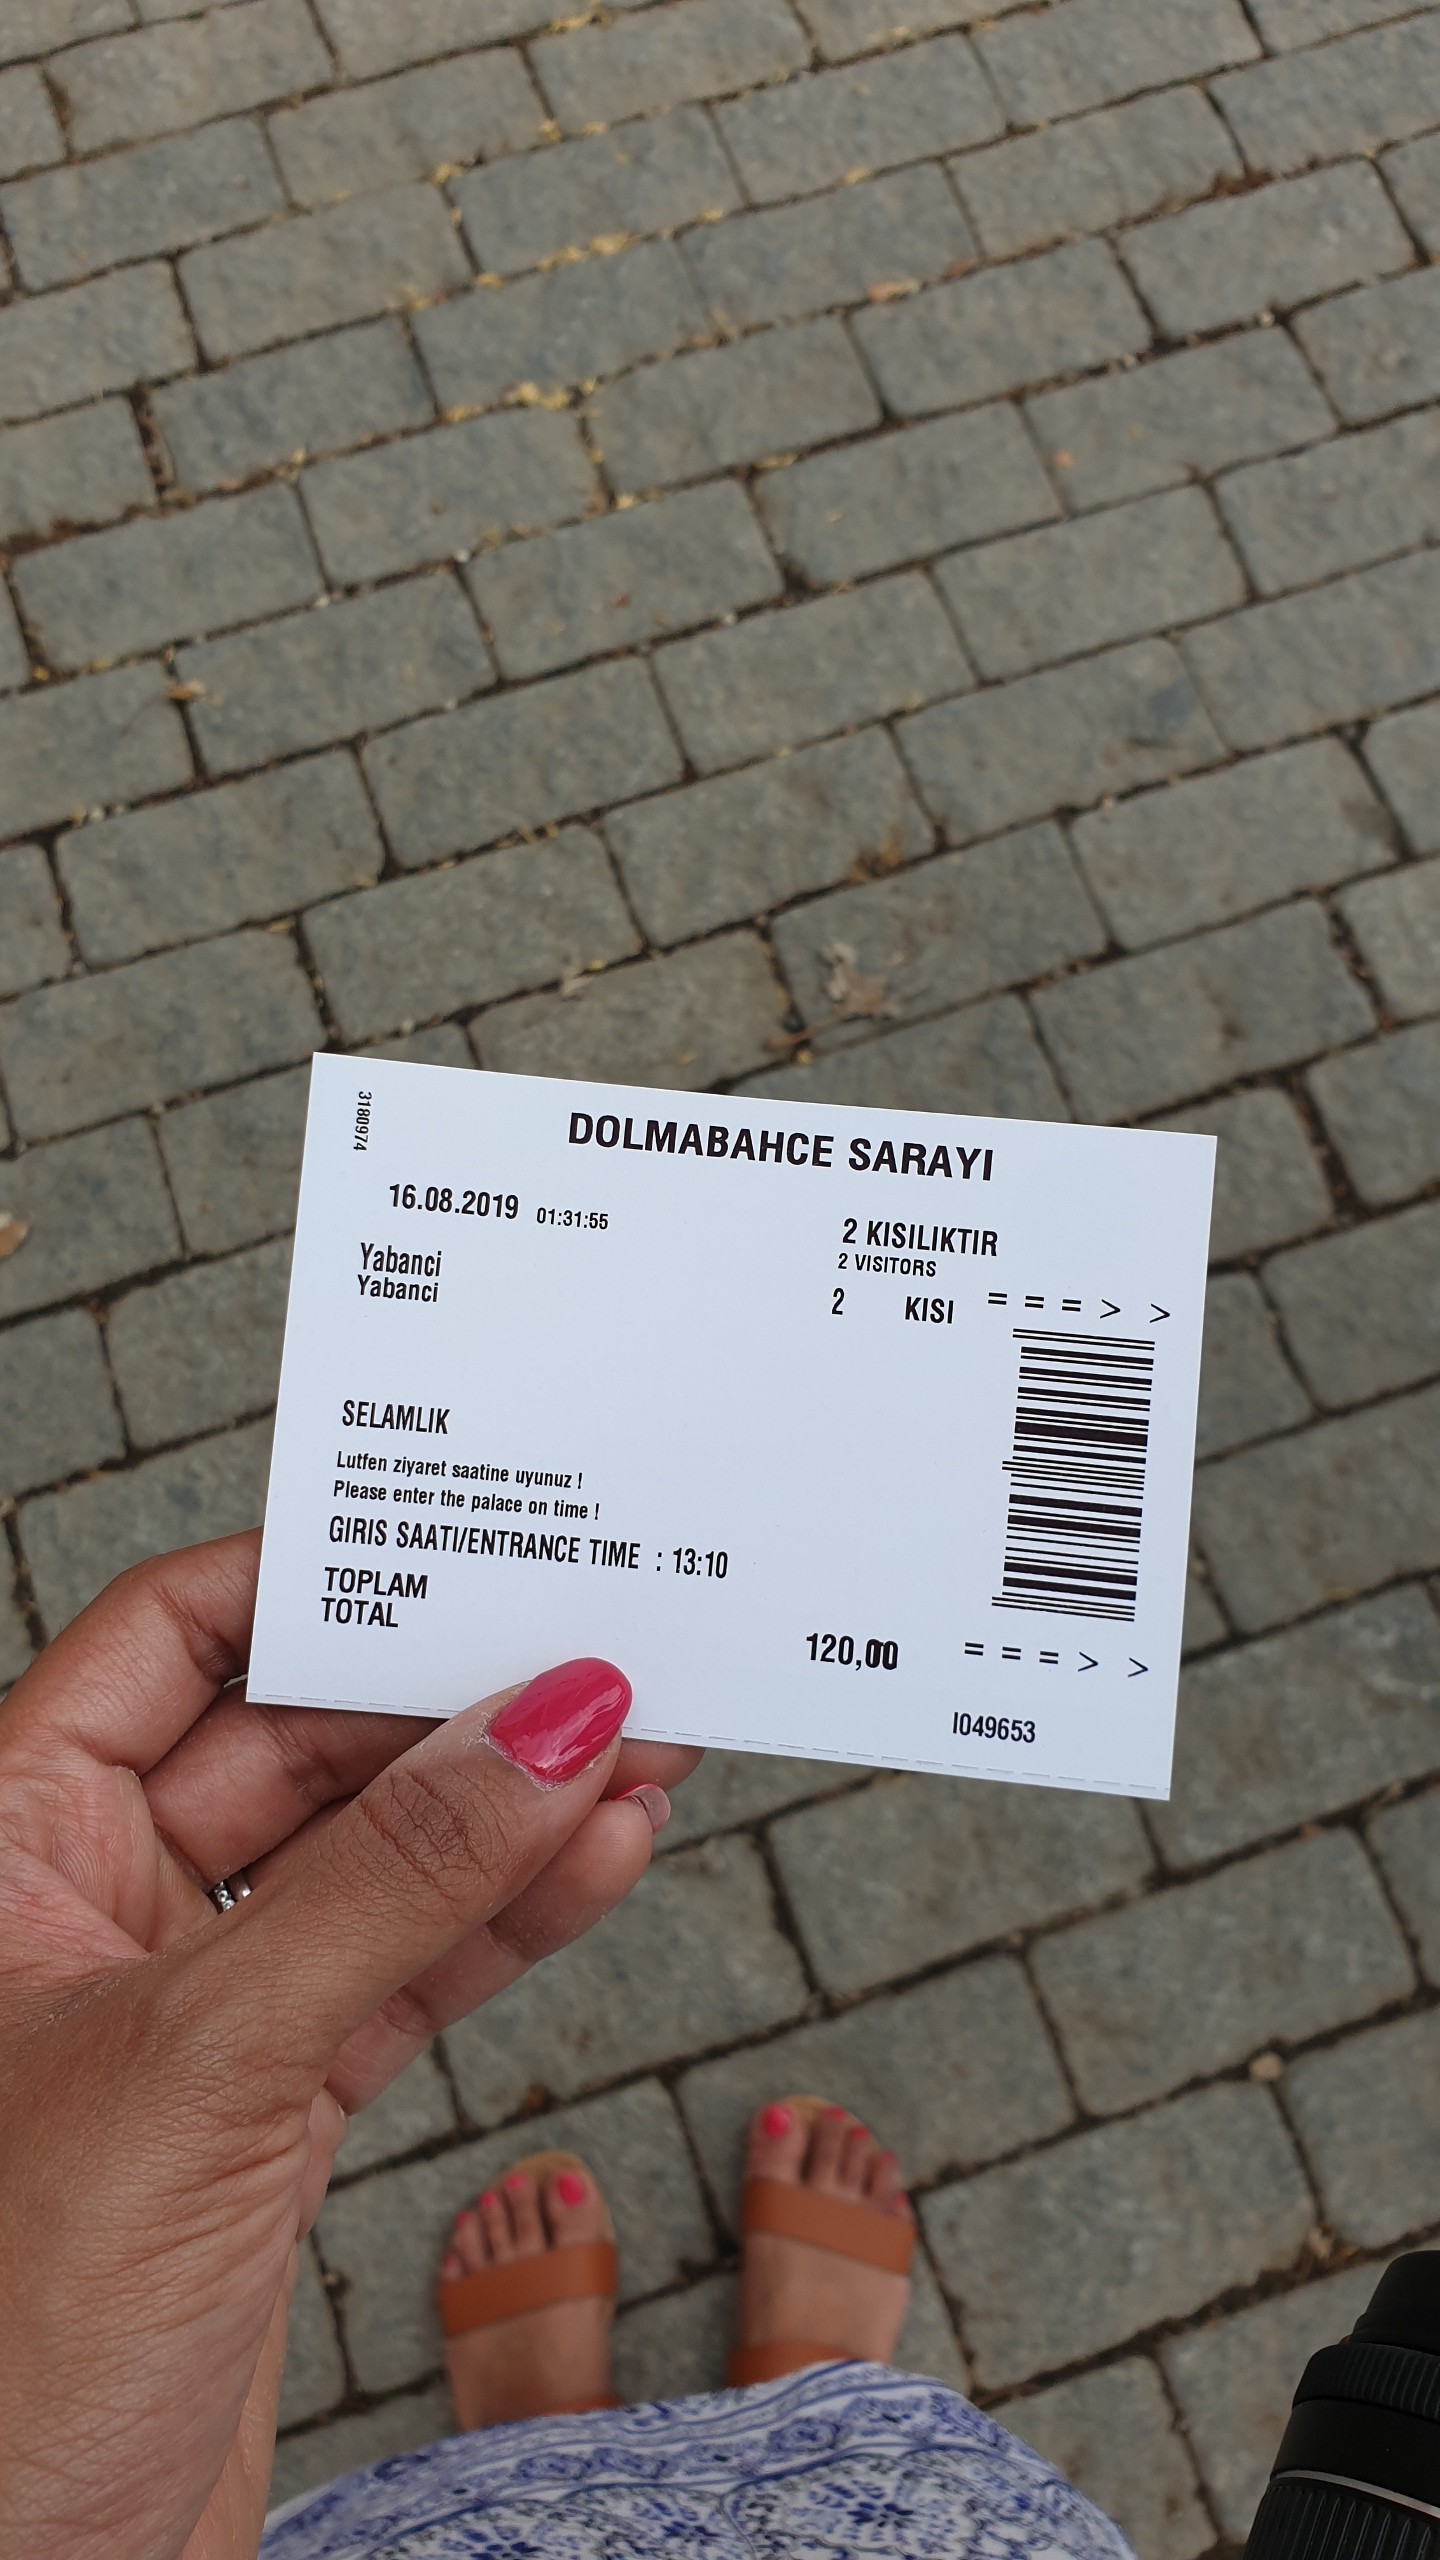 3180974
DOLMABAHCE SARAYI
16.08.2019 01:31:55
2 KISILIKTIR
2 VISITORS
Yabanci
Yabanci
2 KISI = = = > >
SELAMLIK
Lutfen ziyaret saatine uyunuz !
Please enter the palace on time !
GIRIS SAATI/ENTRANCE TIME : 13:10
TOPLAM
TOTAL
120,00 = = = > >
I049653